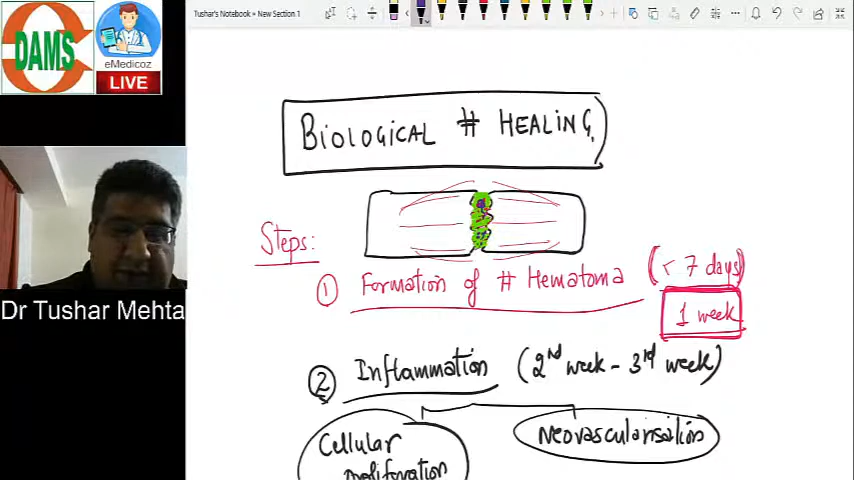 DAMS
eMedicoz
LIVE
Dr Tushar Mehta
Tushar's Notebook » New Section 1
BIOLOGICAL # HEALING
Steps:
① Formation of # Hematoma (< 7 days)
1 week
② Inflammation (2nd week - 3rd week)
Cellular
proliferation
Neovascularisation